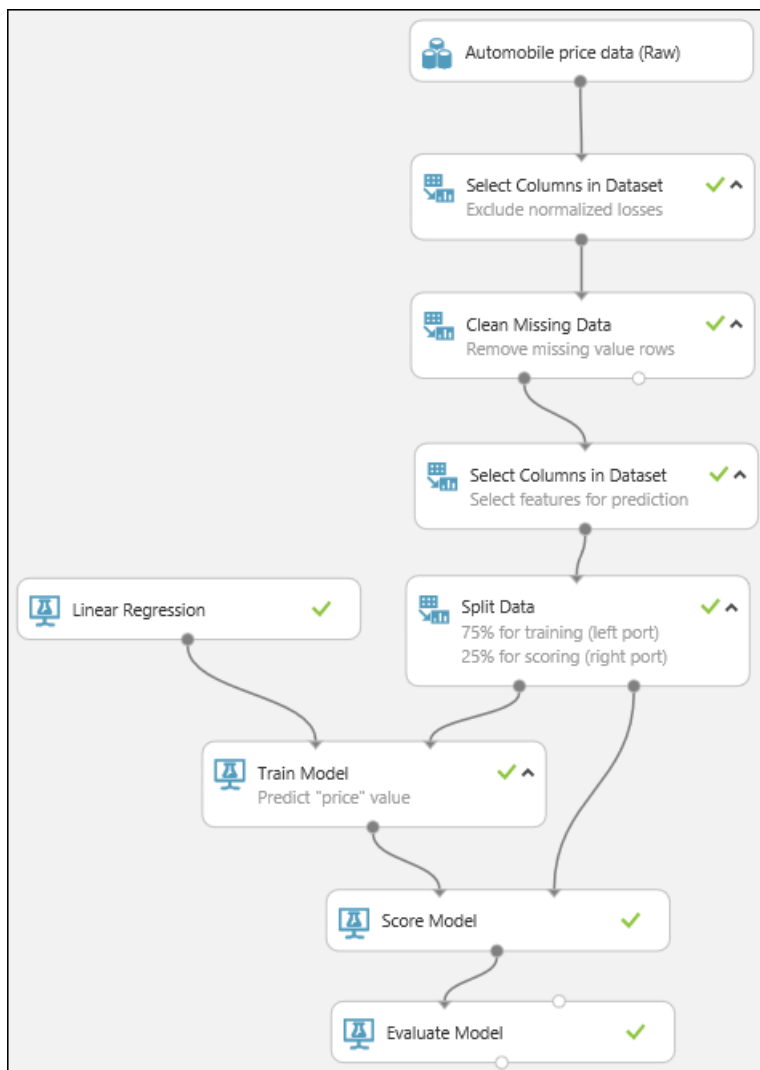 Automobile price data (Raw)
Select Columns in Dataset
Exclude normalized losses
Clean Missing Data
Remove missing value rows
Select Columns in Dataset
Select features for prediction
Linear Regression
Split Data
75% for training (left port)
25% for scoring (right port)
Train Model
Predict "price" value
Score Model
Evaluate Model